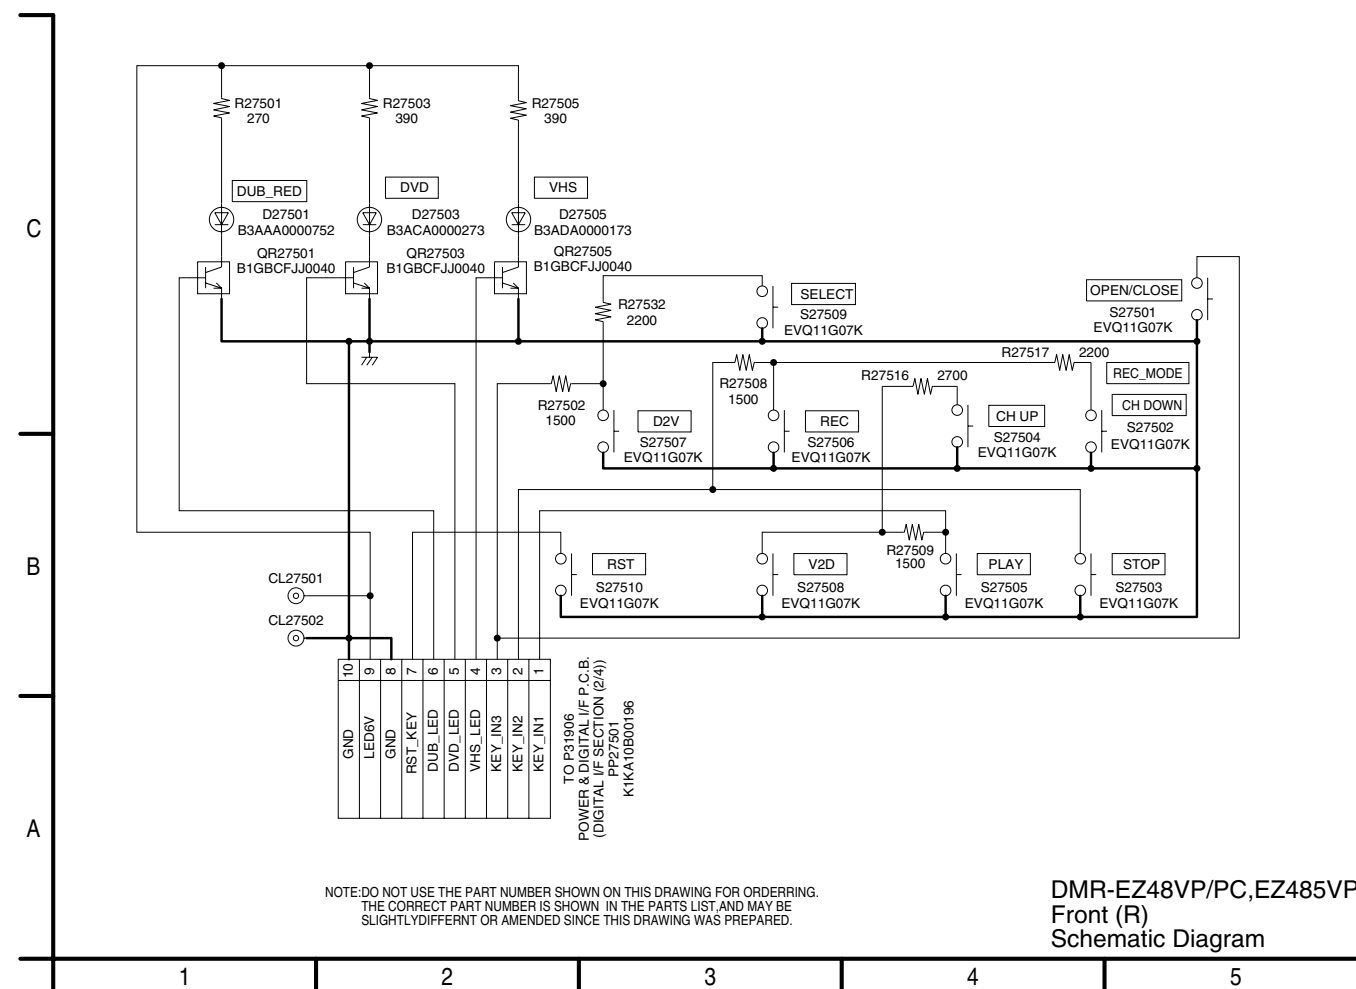 R27501
270
R27503
390
R27505
390
DUB_RED
DVD
VHS
D27501
B3AAA0000752
D27503
B3ACA0000273
D27505
B3ADA0000173
C
QR27501
B1GBCFJJ0040
QR27503
B1GBCFJJ0040
QR27505
B1GBCFJJ0040
R27532
2200
SELECT
S27509
EVQ11G07K
OPEN/CLOSE
S27501
EVQ11G07K
R27502
1500
R27508
1500
R27516 2700
R27517 2200
REC_MODE
D2V
S27507
EVQ11G07K
REC
S27506
EVQ11G07K
CH UP
S27504
EVQ11G07K
CH DOWN
S27502
EVQ11G07K
B
R27509
1500
RST
S27510
EVQ11G07K
V2D
S27508
EVQ11G07K
PLAY
S27505
EVQ11G07K
STOP
S27503
EVQ11G07K
CL27501
CL27502
10 9 8 7 6 5 4 3 2 1
GND
LED6V
GND
RST_KEY
DUB_LED
DVD_LED
VHS_LED
KEY_IN3
KEY_IN2
KEY_IN1
TO P31906
POWER & DIGITAL I/F P.C.B.
(DIGITAL I/F SECTION (2/4))
PP27501
K1KA10B00196
A
NOTE:DO NOT USE THE PART NUMBER SHOWN ON THIS DRAWING FOR ORDERRING.
THE CORRECT PART NUMBER IS SHOWN IN THE PARTS LIST,AND MAY BE
SLIGHTLYDIFFERNT OR AMENDED SINCE THIS DRAWING WAS PREPARED.
DMR-EZ48VP/PC,EZ485VP
Front (R)
Schematic Diagram
1 2 3 4 5